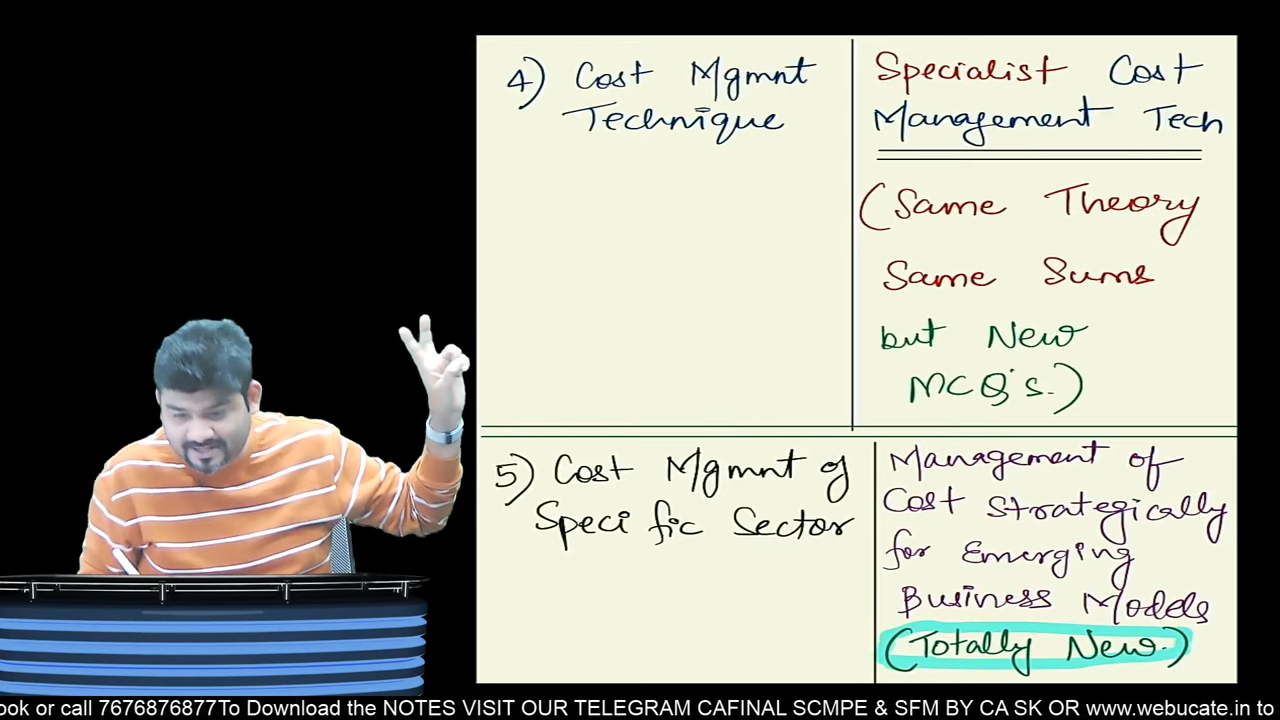 4) Cost Mgmnt
Technique
Specialist Cost
Management Tech
(Same Theory
Same Sums
but New
MCQ's.)
5) Cost Mgmnt of
Specific Sector
Management of
Cost Strategically
for Emerging
Business Models
(Totally New.)
ook or call 7676876877To Download the NOTES VISIT OUR TELEGRAM CAFINAL SCMPE & SFM BY CA SK OR www.webucate.in to